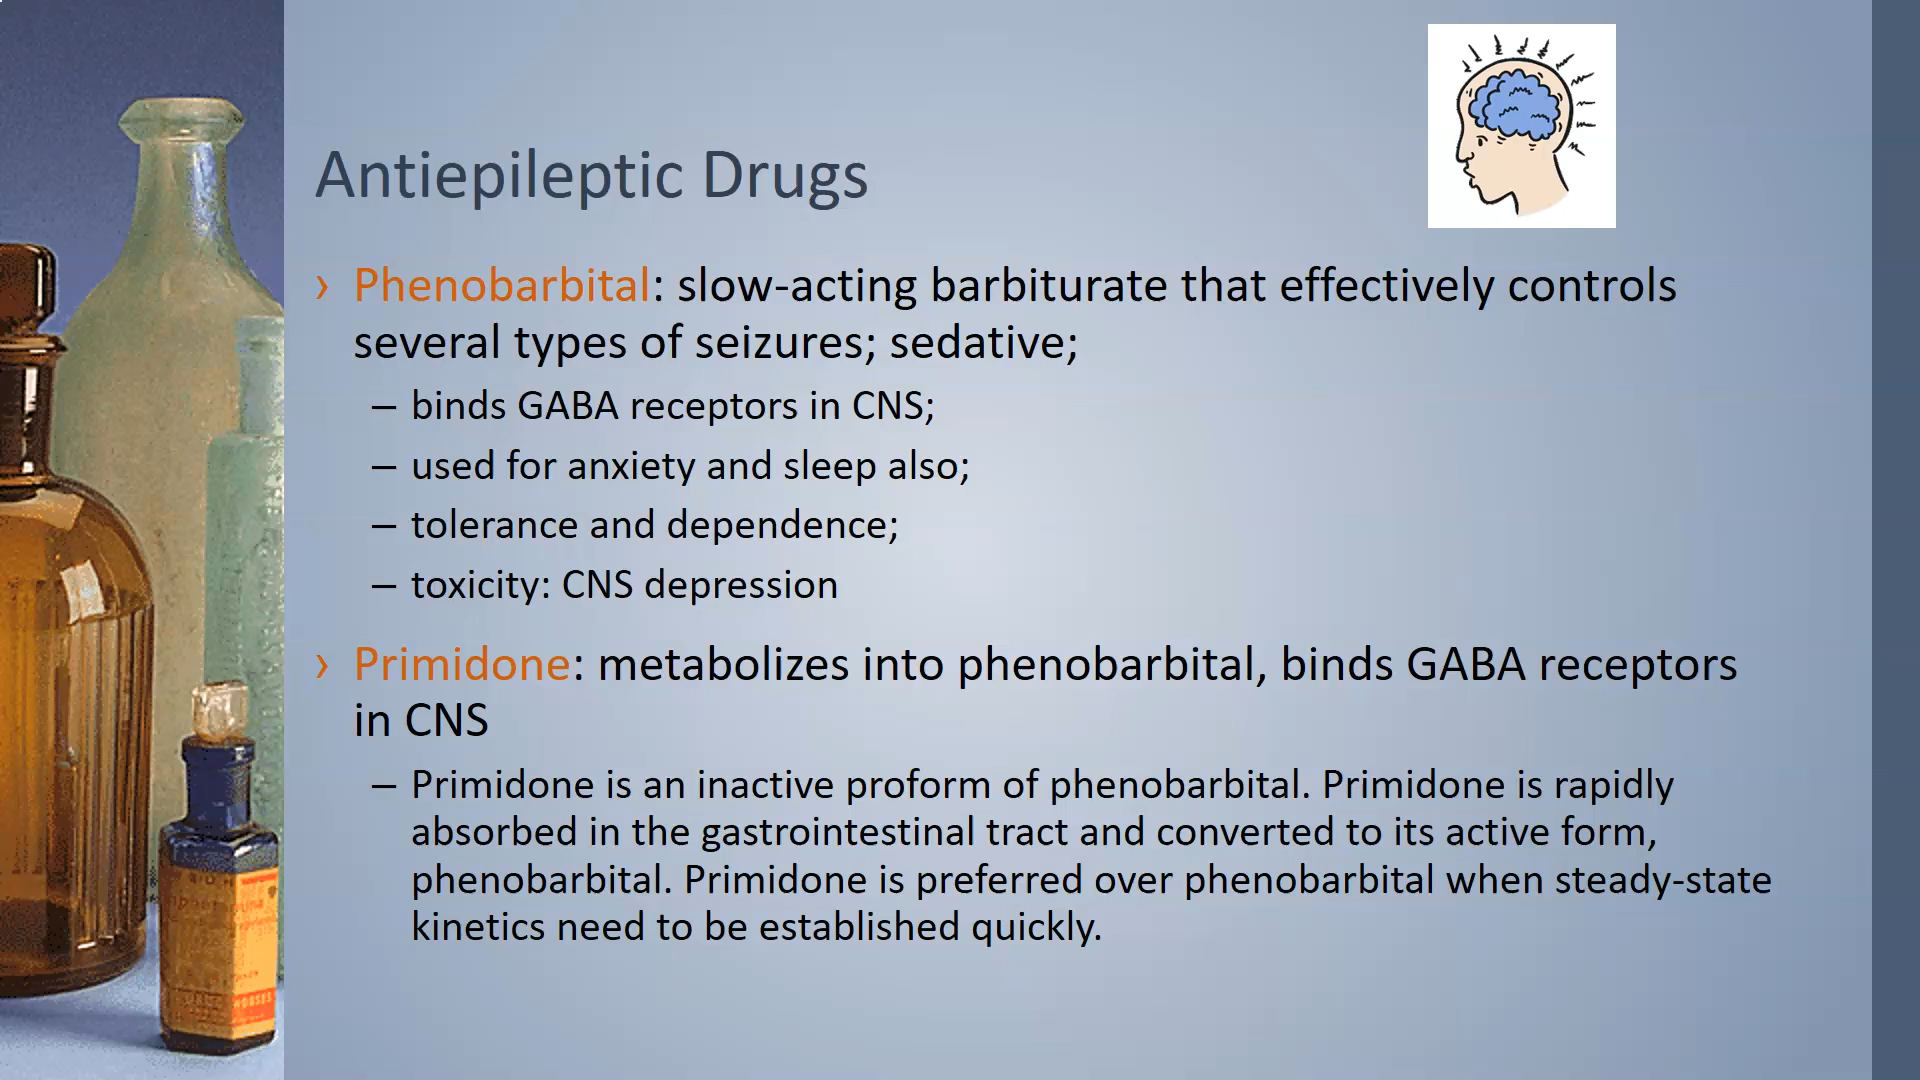 Antiepileptic Drugs
› Phenobarbital: slow-acting barbiturate that effectively controls
several types of seizures; sedative;
– binds GABA receptors in CNS;
– used for anxiety and sleep also;
– tolerance and dependence;
– toxicity: CNS depression
› Primidone: metabolizes into phenobarbital, binds GABA receptors
in CNS
– Primidone is an inactive proform of phenobarbital. Primidone is rapidly
absorbed in the gastrointestinal tract and converted to its active form,
phenobarbital. Primidone is preferred over phenobarbital when steady-state
kinetics need to be established quickly.